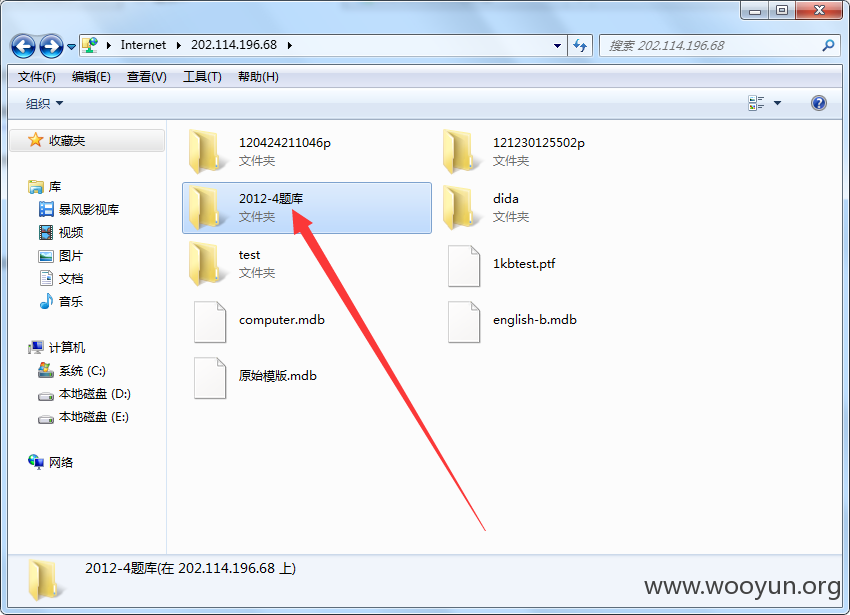 Internet 202.114.196.68
搜索 202.114.196.68
文件(F) 编辑(E) 查看(V) 工具(T) 帮助(H)
组织
收藏夹
库
暴风影视库
视频
图片
文档
音乐
计算机
系统 (C:)
本地磁盘 (D:)
本地磁盘 (E:)
网络
120424211046p
文件夹
121230125502p
文件夹
2012-4题库
文件夹
dida
文件夹
test
文件夹
1kbtest.ptf
computer.mdb
english-b.mdb
原始模版.mdb
2012-4题库(在 202.114.196.68 上)
www.wooyun.org